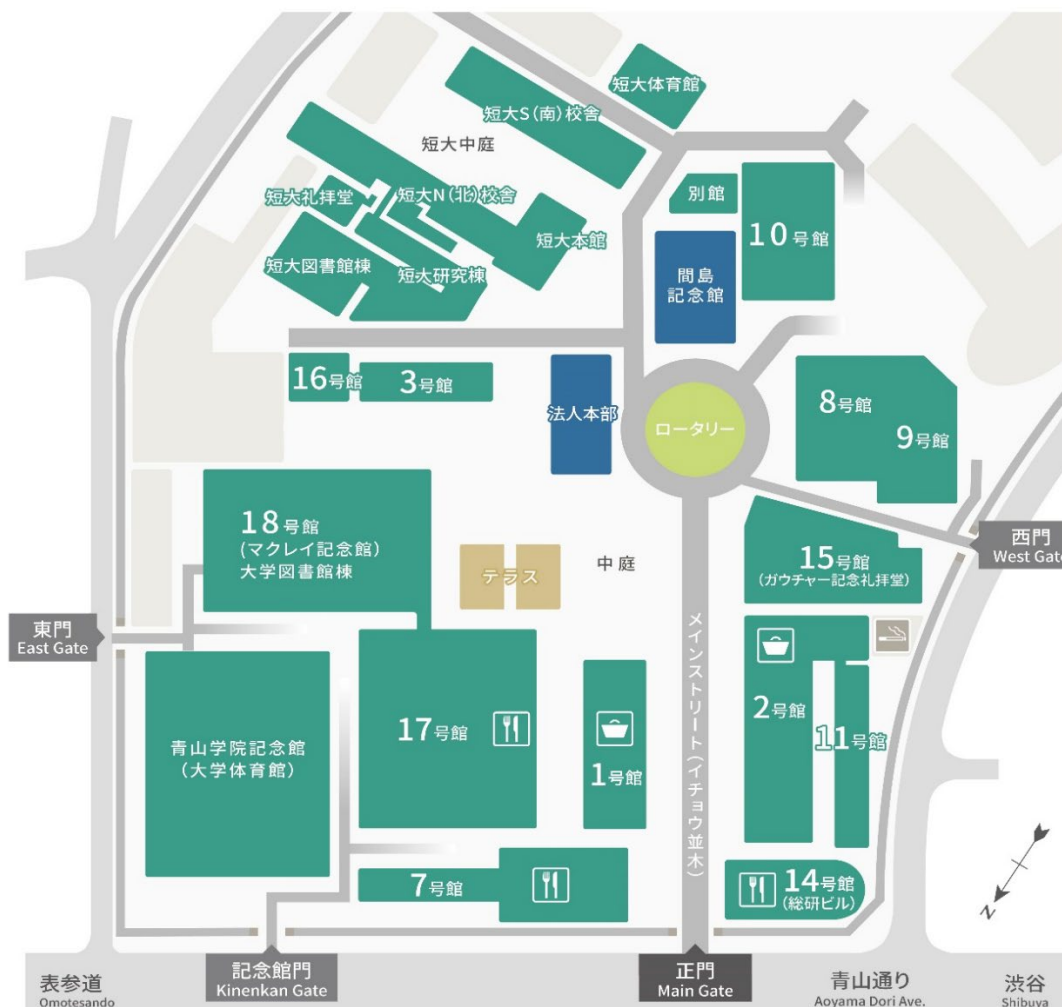 短大体育館
短大S(南)校舎
短大中庭
短大礼拝堂
短大N(北)校舎
短大本館
短大図書館棟
短大研究棟
別館
10号館
間島
記念館
16号館
3号館
法人本部
ロータリー
8号館
9号館
18号館
(マクレイ記念館)
大学図書館棟
テラス
中庭
15号館
(ガウチャー記念礼拝堂)
西門
West Gate
東門
East Gate
メインストリート(イチョウ並木)
青山学院記念館
(大学体育館)
17号館
1号館
2号館
11号館
7号館
14号館
(総研ビル)
N
表参道
Omotesando
記念館門
Kinenkan Gate
正門
Main Gate
青山通り
Aoyama Dori Ave.
渋谷
Shibuya